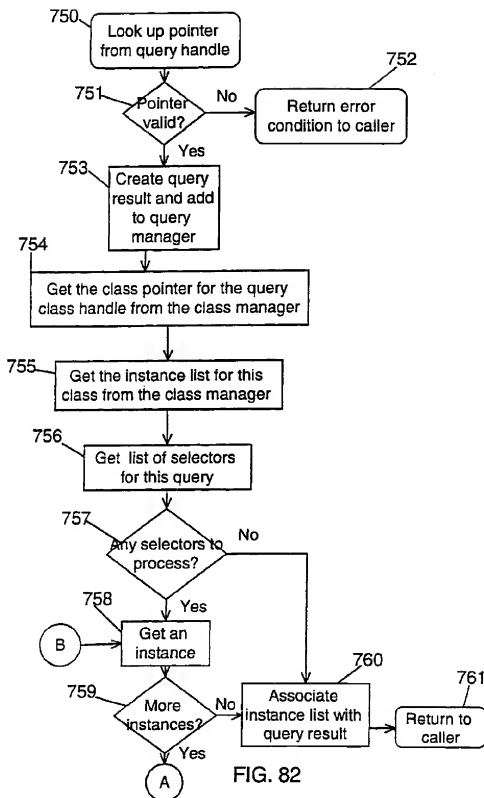 750
Look up pointer
from query handle
751
Pointer
valid?
No
752
Return error
condition to caller
Yes
753
Create query
result and add
to query
manager
754
Get the class pointer for the query
class handle from the class manager
755
Get the instance list for this
class from the class manager
756
Get list of selectors
for this query
757
Any selectors to
process?
No
Yes
758
B
Get an
instance
759
More
instances?
No
760
Associate
instance list with
query result
761
Return to
caller
Yes
A
FIG. 82